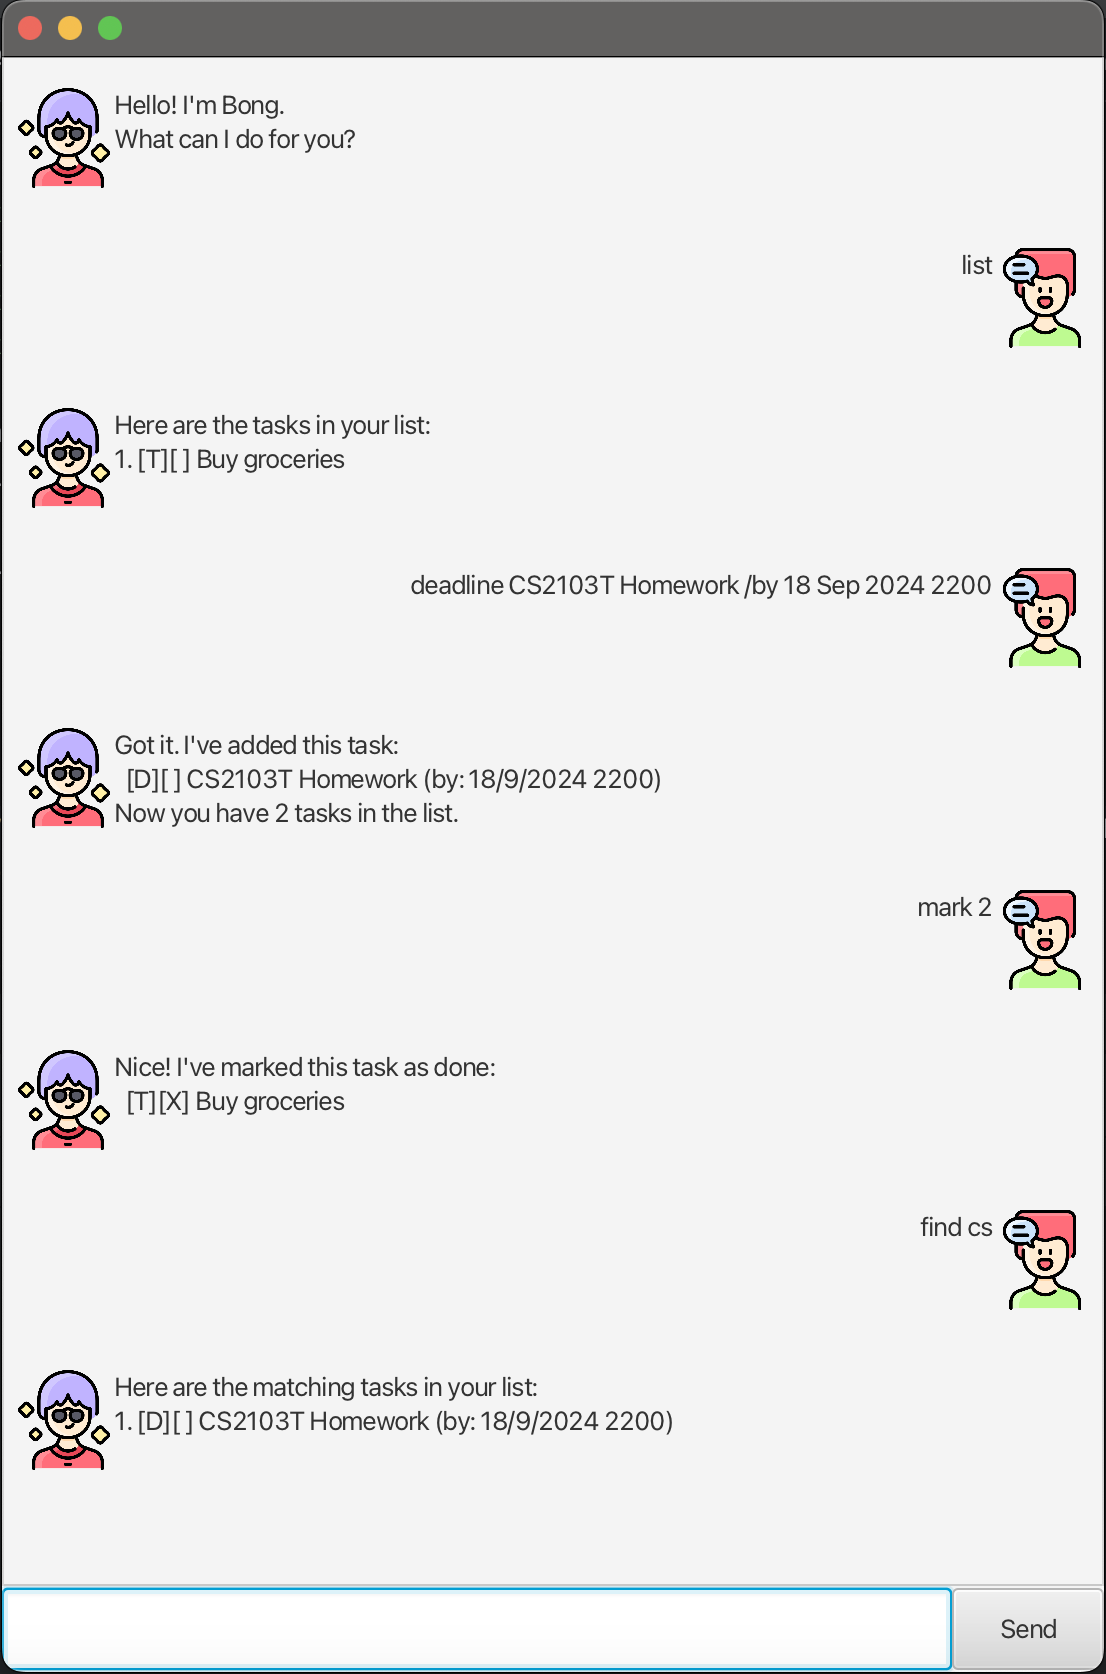 Hello! I'm Bong.
What can I do for you?
list
Here are the tasks in your list:
1. [T][ ] Buy groceries
deadline CS2103T Homework /by 18 Sep 2024 2200
Got it. I've added this task:
[D][ ] CS2103T Homework (by: 18/9/2024 2200)
Now you have 2 tasks in the list.
mark 2
Nice! I've marked this task as done:
[T][X] Buy groceries
find cs
Here are the matching tasks in your list:
1. [D][ ] CS2103T Homework (by: 18/9/2024 2200)
Send